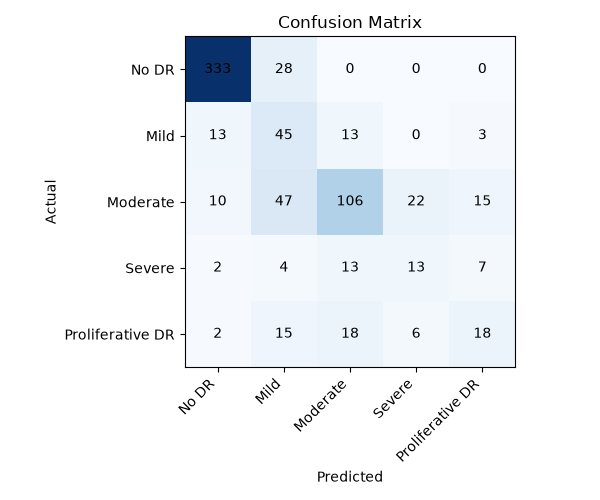 Confusion Matrix
Actual
No DR 333 28 0 0 0
Mild 13 45 13 0 3
Moderate 10 47 106 22 15
Severe 2 4 13 13 7
Proliferative DR 2 15 18 6 18
No DR Mild Moderate Severe Proliferative DR
Predicted